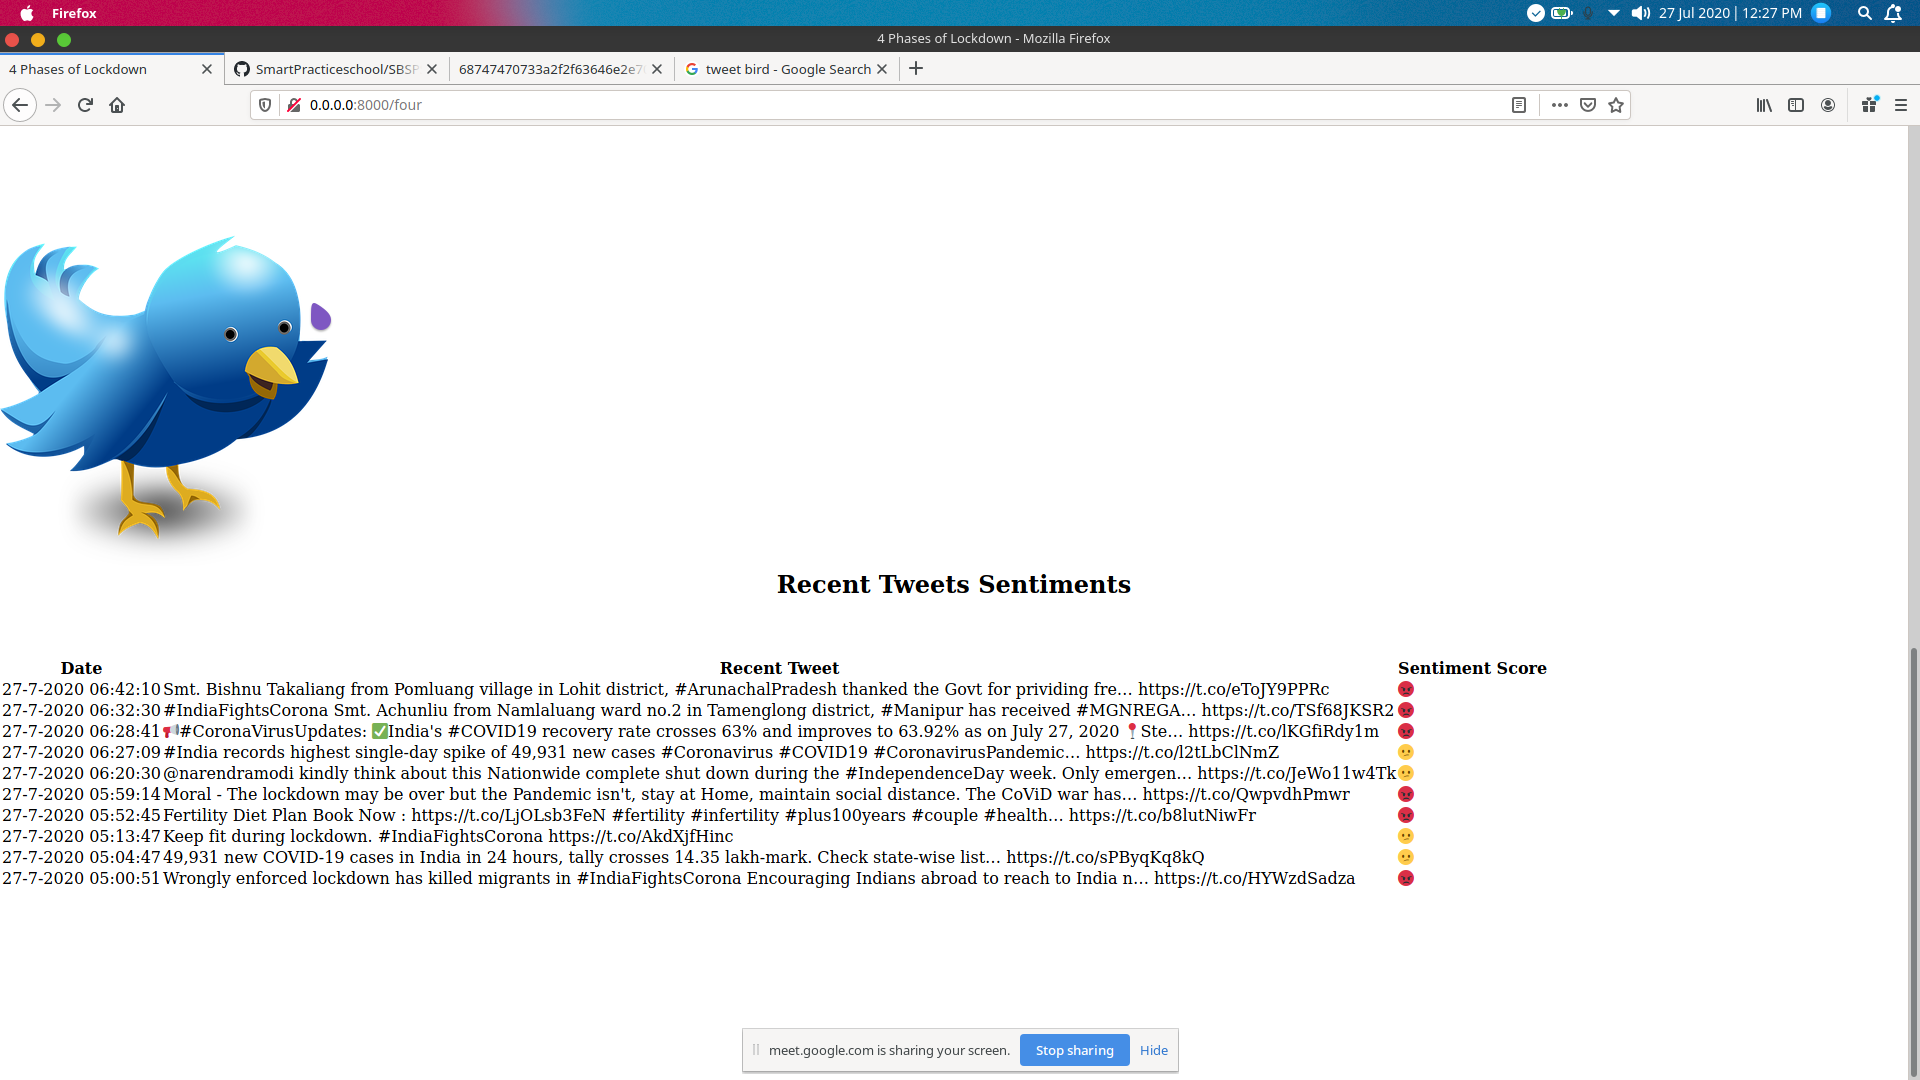 Firefox
27 Jul 2020 | 12:27 PM
4 Phases of Lockdown - Mozilla Firefox
4 Phases of Lockdown
SmartPracticeschool/SBSP
68747470733a2f2f63646e2e7
tweet bird - Google Search
0.0.0.0:8000/four
Recent Tweets Sentiments
Date Recent Tweet Sentiment Score
27-7-2020 06:42:10 Smt. Bishnu Takaliang from Pomluang village in Lohit district, #ArunachalPradesh thanked the Govt for prividing fre… https://t.co/eToJY9PPRc 😡
27-7-2020 06:32:30 #IndiaFightsCorona Smt. Achunliu from Namlaluang ward no.2 in Tamenglong district, #Manipur has received #MGNREGA… https://t.co/TSf68JKSR2 😡
27-7-2020 06:28:41 📢#CoronaVirusUpdates: ✅India's #COVID19 recovery rate crosses 63% and improves to 63.92% as on July 27, 2020 📍Ste… https://t.co/lKGfiRdy1m 😡
27-7-2020 06:27:09 #India records highest single-day spike of 49,931 new cases #Coronavirus #COVID19 #CoronavirusPandemic… https://t.co/l2tLbClNmZ 😕
27-7-2020 06:20:30 @narendramodi kindly think about this Nationwide complete shut down during the #IndependenceDay week. Only emergen… https://t.co/JeWo11w4Tk 😕
27-7-2020 05:59:14 Moral - The lockdown may be over but the Pandemic isn't, stay at Home, maintain social distance. The CoViD war has… https://t.co/QwpvdhPmwr 😡
27-7-2020 05:52:45 Fertility Diet Plan Book Now : https://t.co/LjOLsb3FeN #fertility #infertility #plus100years #couple #health… https://t.co/b8lutNiwFr 😡
27-7-2020 05:13:47 Keep fit during lockdown. #IndiaFightsCorona https://t.co/AkdXjfHinc 😕
27-7-2020 05:04:47 49,931 new COVID-19 cases in India in 24 hours, tally crosses 14.35 lakh-mark. Check state-wise list… https://t.co/sPByqKq8kQ 😕
27-7-2020 05:00:51 Wrongly enforced lockdown has killed migrants in #IndiaFightsCorona Encouraging Indians abroad to reach to India n… https://t.co/HYWzdSadza 😡
meet.google.com is sharing your screen. Stop sharing Hide